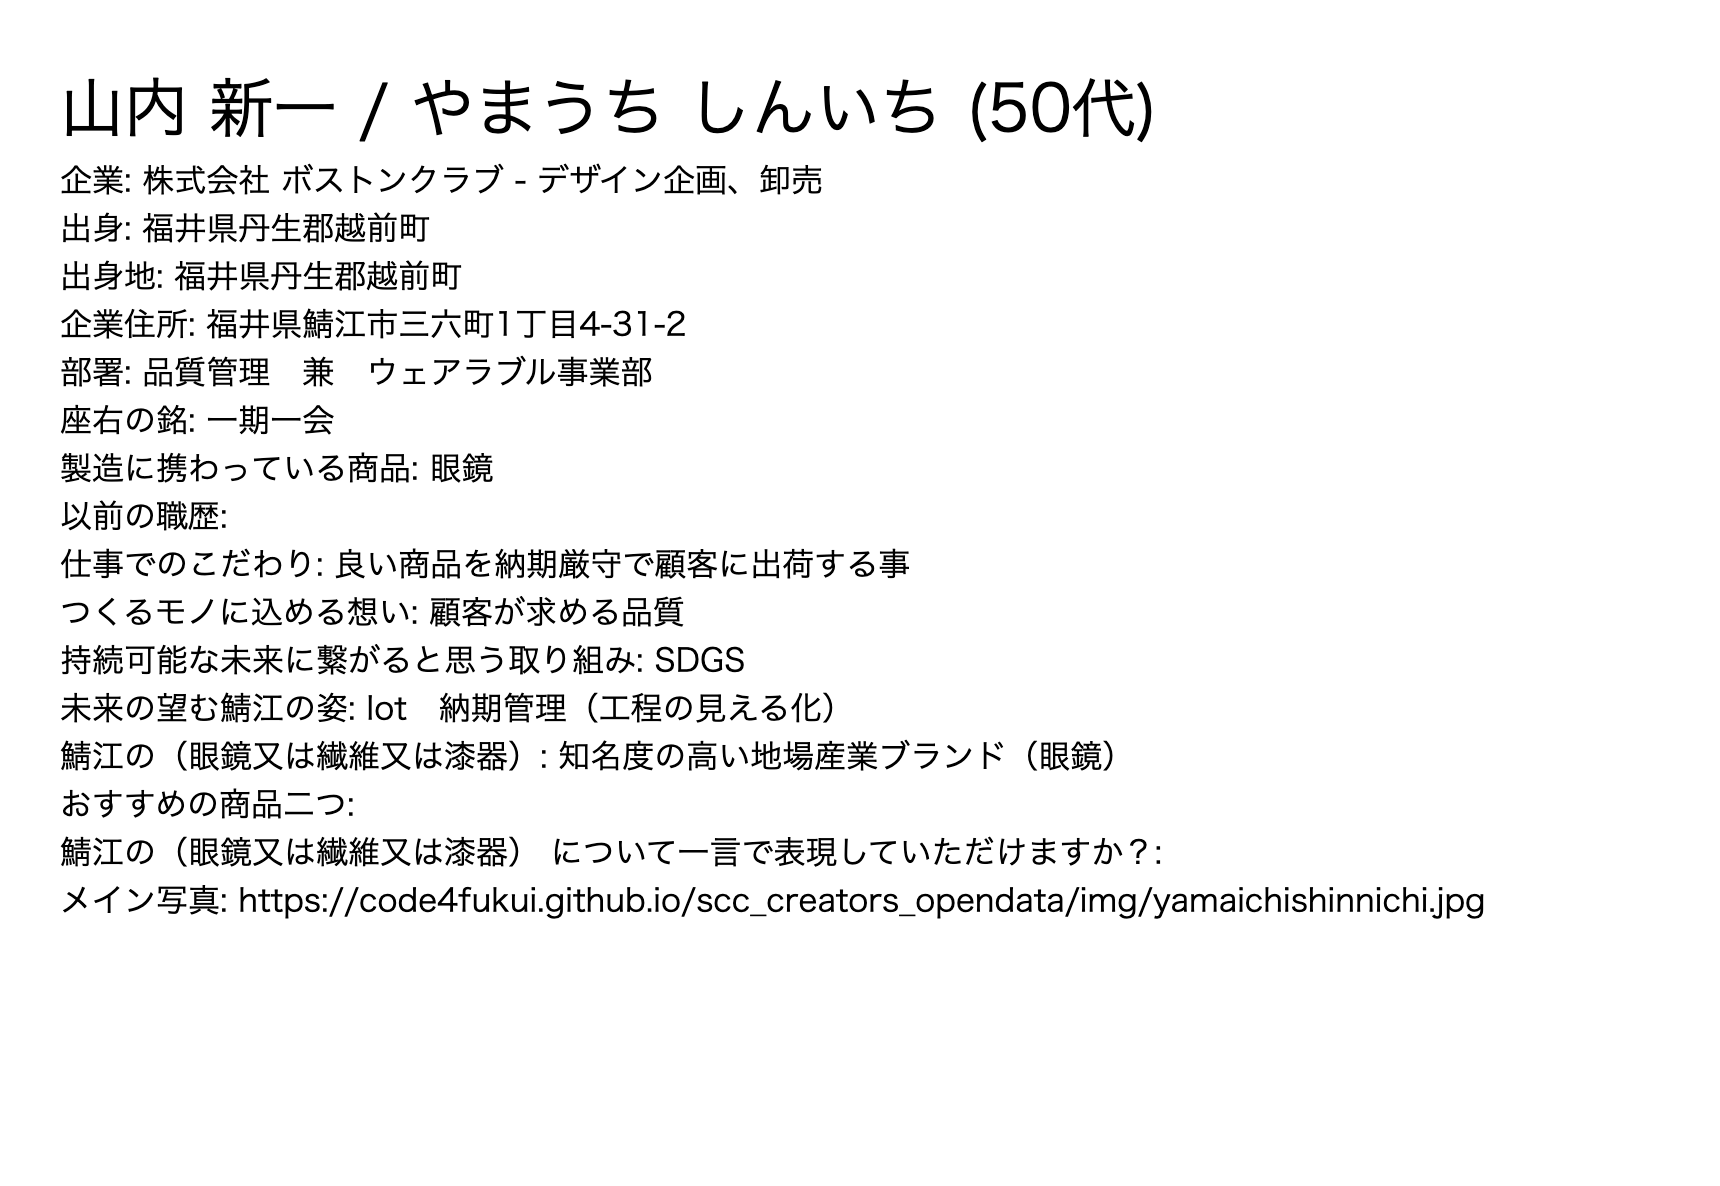 山内 新一 / やまうち しんいち (50代)
企業: 株式会社 ボストンクラブ - デザイン企画、卸売
出身: 福井県丹生郡越前町
出身地: 福井県丹生郡越前町
企業住所: 福井県鯖江市三六町1丁目4-31-2
部署: 品質管理　兼　ウェアラブル事業部
座右の銘: 一期一会
製造に携わっている商品: 眼鏡
以前の職歴:
仕事でのこだわり: 良い商品を納期厳守で顧客に出荷する事
つくるモノに込める想い: 顧客が求める品質
持続可能な未来に繋がると思う取り組み: SDGS
未来の望む鯖江の姿: lot　納期管理（工程の見える化）
鯖江の（眼鏡又は繊維又は漆器）: 知名度の高い地場産業ブランド（眼鏡）
おすすめの商品二つ:
鯖江の（眼鏡又は繊維又は漆器） について一言で表現していただけますか？:
メイン写真: https://code4fukui.github.io/scc_creators_opendata/img/yamaichishinnichi.jpg